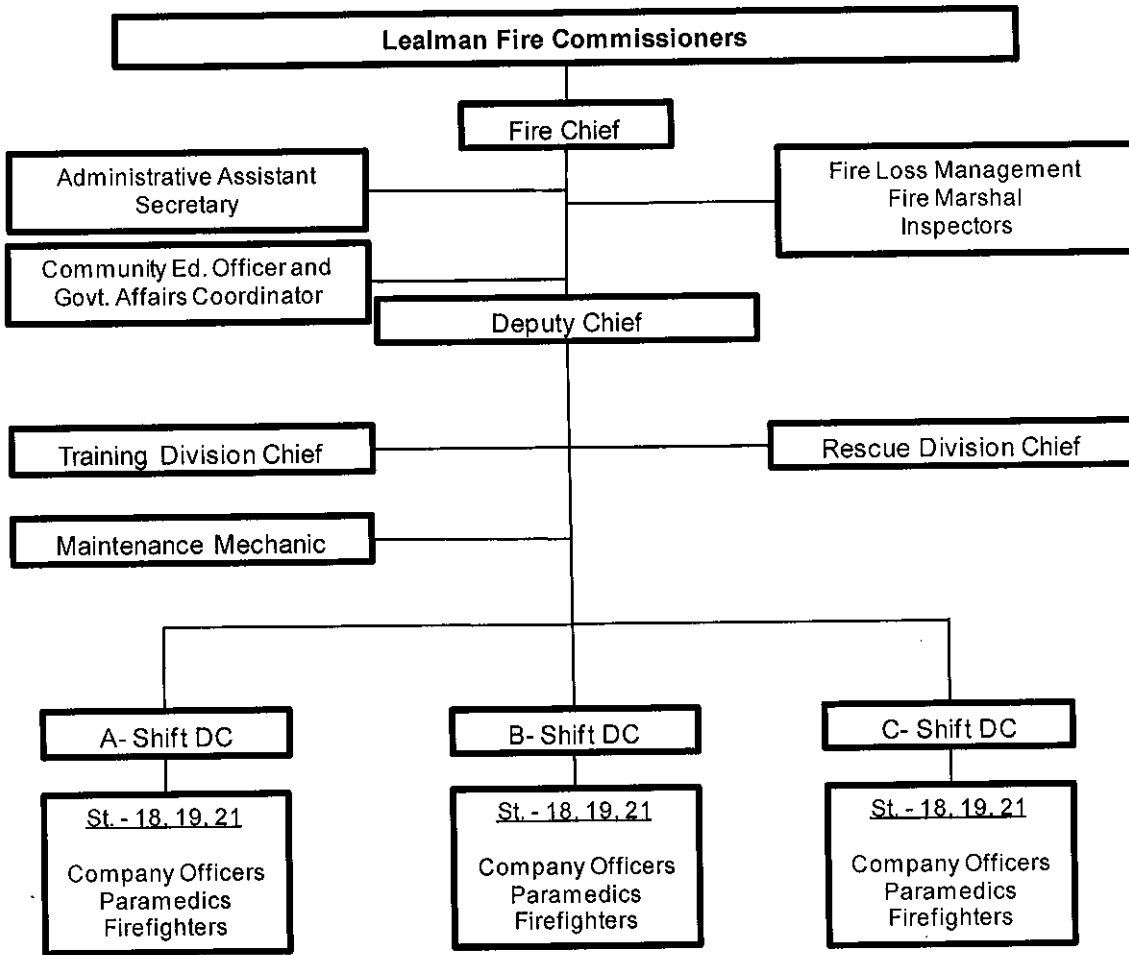 Lealman Fire Commissioners
Fire Chief
Administrative Assistant
Secretary
Fire Loss Management
Fire Marshal
Inspectors
Community Ed. Officer and
Govt. Affairs Coordinator
Deputy Chief
Training Division Chief
Rescue Division Chief
Maintenance Mechanic
A- Shift DC
B- Shift DC
C- Shift DC
St. - 18, 19, 21
Company Officers
Paramedics
Firefighters
St. - 18, 19, 21
Company Officers
Paramedics
Firefighters
St. - 18, 19, 21
Company Officers
Paramedics
Firefighters